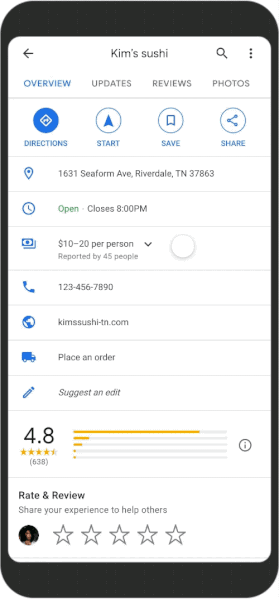 Kim's sushi
OVERVIEW UPDATES REVIEWS PHOTOS
DIRECTIONS START SAVE SHARE
1631 Seaform Ave, Riverdale, TN 37863
Open · Closes 8:00PM
$10–20 per person
Reported by 45 people
123-456-7890
kimssushi-tn.com
Place an order
Suggest an edit
4.8
(638)
Rate & Review
Share your experience to help others